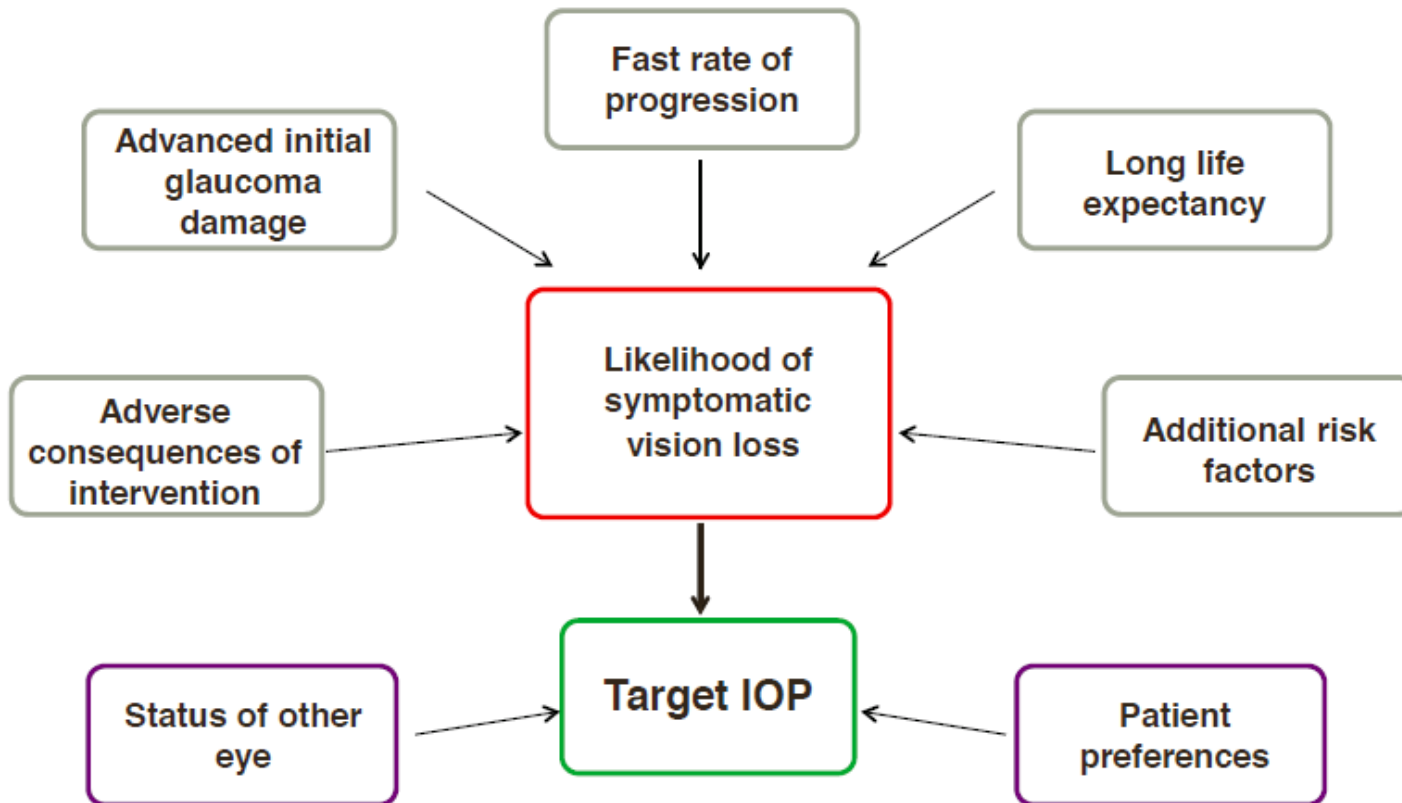 Fast rate of
progression
Advanced initial
glaucoma
damage
Long life
expectancy
Likelihood of
symptomatic
vision loss
Adverse
consequences of
intervention
Additional risk
factors
Target IOP
Status of other
eye
Patient
preferences